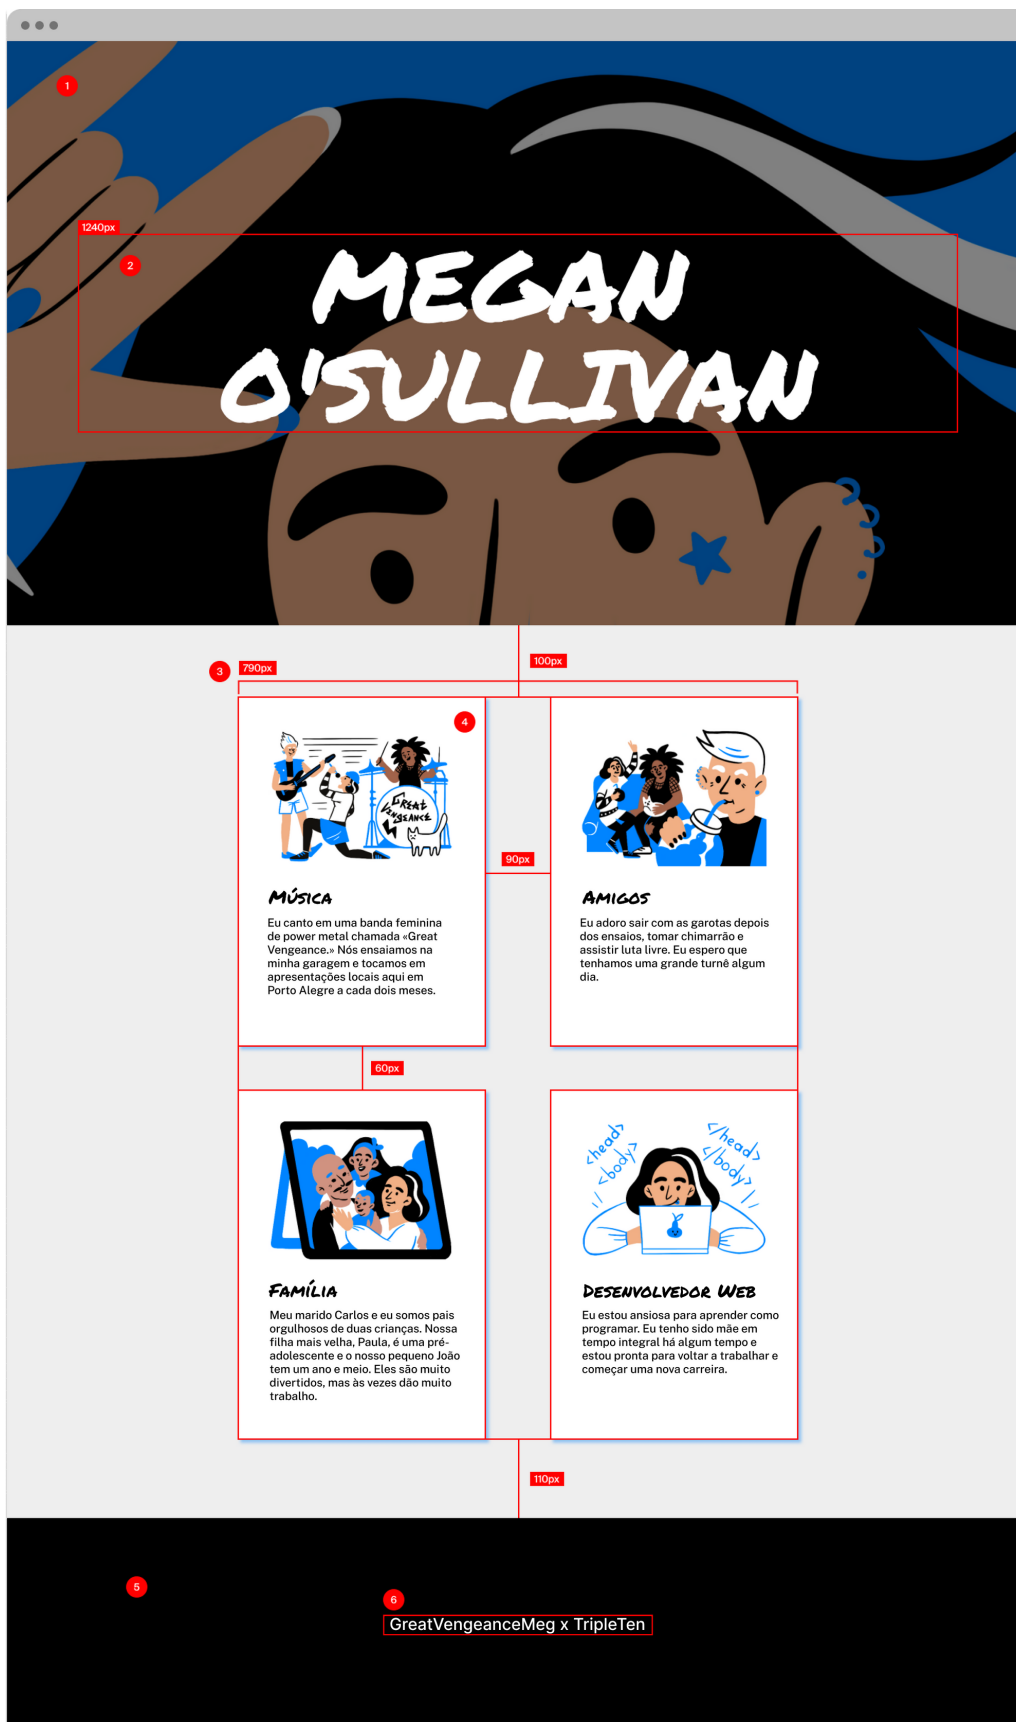 1
1240px
2
MEGAN
O'SULLIVAN
3
790px
100px
4
GREAT
VENGEANCE
90px
Música
Eu canto em uma banda feminina
de power metal chamada «Great
Vengeance.» Nós ensaiamos na
minha garagem e tocamos em
apresentações locais aqui em
Porto Alegre a cada dois meses.
Amigos
Eu adoro sair com as garotas depois
dos ensaios, tomar chimarrão e
assistir luta livre. Eu espero que
tenhamos uma grande turnê algum
dia.
60px
Família
Meu marido Carlos e eu somos pais
orgulhosos de duas crianças. Nossa
filha mais velha, Paula, é uma pré-
adolescente e o nosso pequeno João
tem um ano e meio. Eles são muito
divertidos, mas às vezes dão muito
trabalho.
<head>
<body>
</head>
</body>
Desenvolvedor Web
Eu estou ansiosa para aprender como
programar. Eu tenho sido mãe em
tempo integral há algum tempo e
estou pronta para voltar a trabalhar e
começar uma nova carreira.
110px
5
6
GreatVengeanceMeg x TripleTen